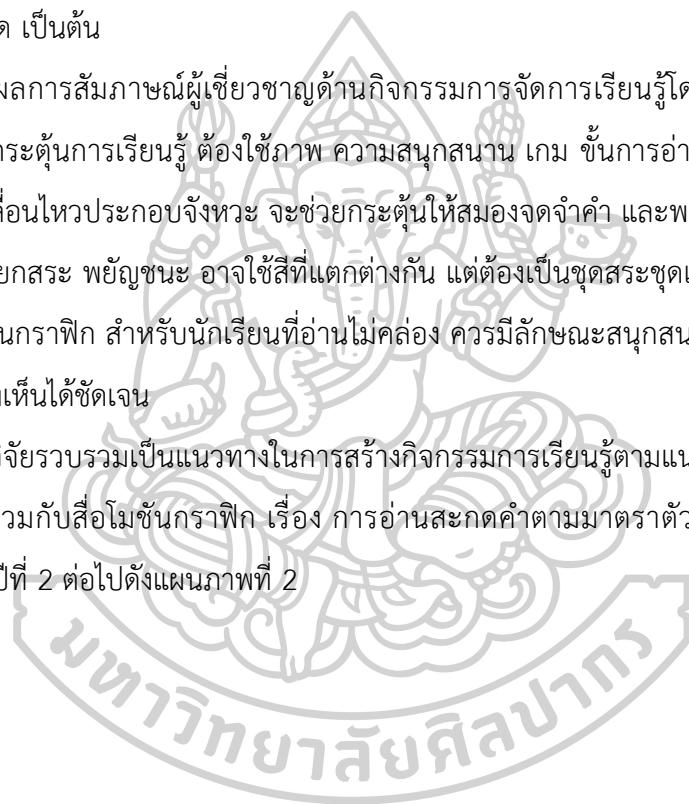 ด เป็นต้น
ผลการสัมภาษณ์ผู้เชี่ยวชาญด้านกิจกรรมการจัดการเรียนรู้โด
กระตุ้นการเรียนรู้ ต้องใช้ภาพ ความสนุกสนาน เกม ขั้นการอ่า
ลื่อนไหวประกอบจังหวะ จะช่วยกระตุ้นให้สมองจดจำคำ และพ
ยกสระ พยัญชนะ อาจใช้สีที่แตกต่างกัน แต่ต้องเป็นชุดสระชุดเ
นกราฟิก สำหรับนักเรียนที่อ่านไม่คล่อง ควรมีลักษณะสนุกสน
เห็นได้ชัดเจน
วิจัยรวบรวมเป็นแนวทางในการสร้างกิจกรรมการเรียนรู้ตามแน
วมกับสื่อโมชันกราฟิก เรื่อง การอ่านสะกดคำตามมาตราตัว
ปีที่ 2 ต่อไปดังแผนภาพที่ 2
มหาวิทยาลัยศิลปากร